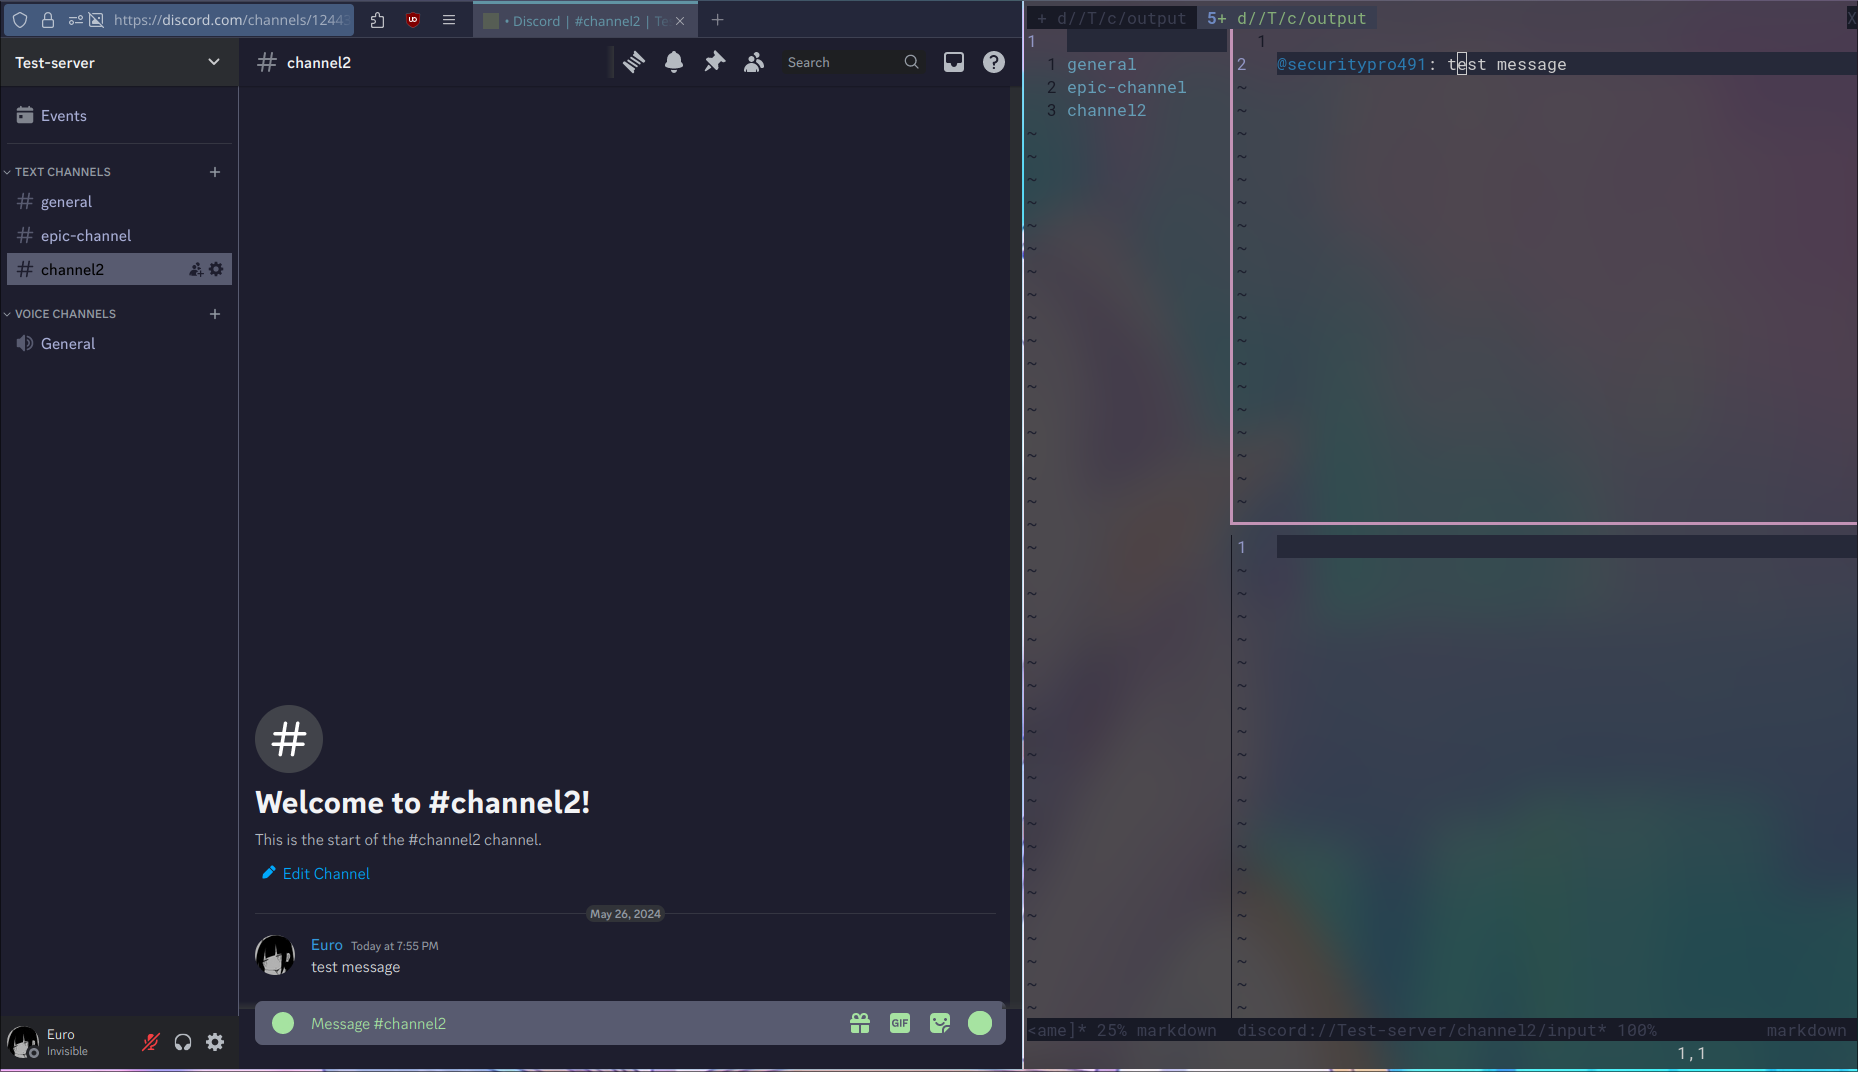 https://discord.com/channels/1244
• Discord | #channel2 | Te
Test-server
Events
TEXT CHANNELS
general
epic-channel
channel2
VOICE CHANNELS
General
Euro
Invisible
channel2
Search
Welcome to #channel2!
This is the start of the #channel2 channel.
Edit Channel
May 26, 2024
Euro Today at 7:55 PM
test message
Message #channel2
GIF
+ d//T/c/output 5+ d//T/c/output X
1
1 general
2 epic-channel
3 channel2
1
2 @securitypro491: test message
1
<ame]* 25% markdown discord://Test-server/channel2/input* 100% markdown
1,1